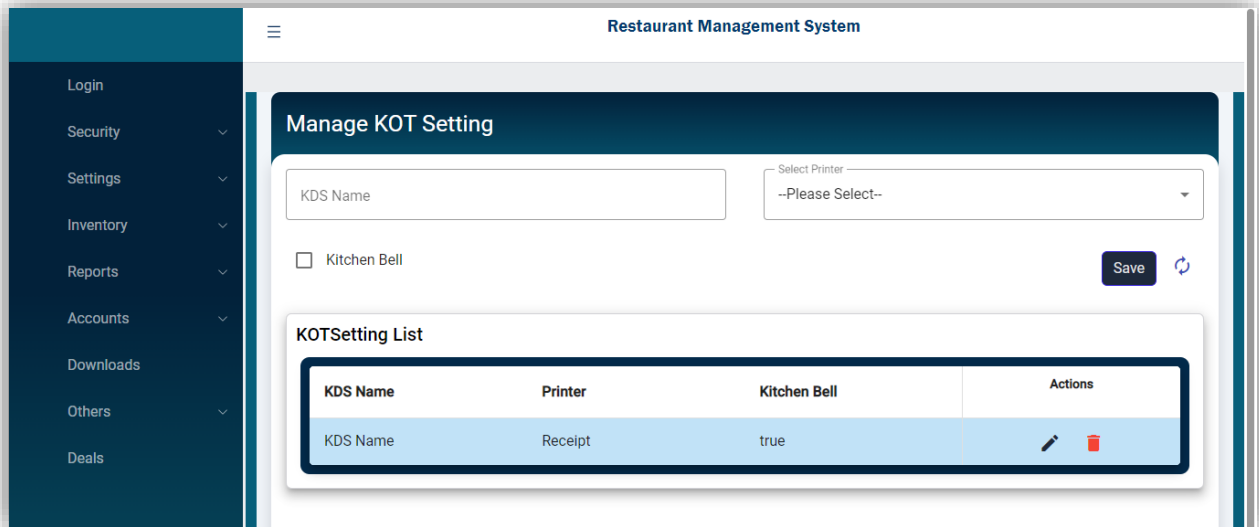 Restaurant Management System
Login
Security
Settings
Inventory
Reports
Accounts
Downloads
Others
Deals
Manage KOT Setting
KDS Name
Select Printer
--Please Select--
Kitchen Bell
Save
KOTSetting List
KDS Name Printer Kitchen Bell Actions
KDS Name Receipt true